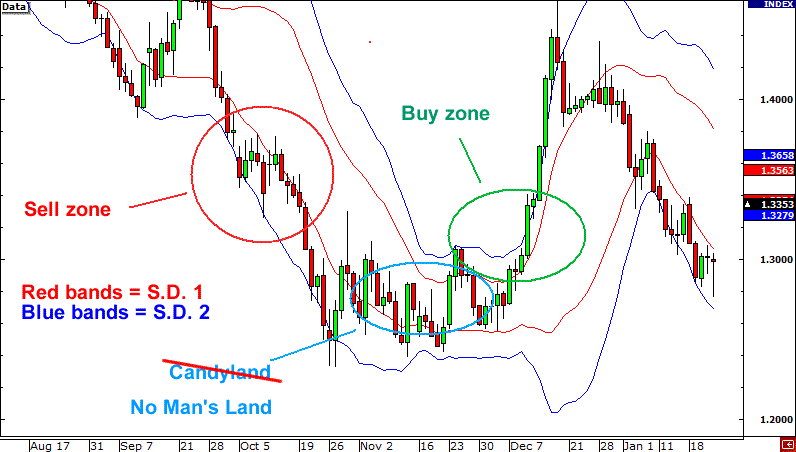 Data
INDEX
Buy zone
1.4000
1.3658
1.3563
1.3353
1.3279
Sell zone
1.3000
Red bands = S.D. 1
Blue bands = S.D. 2
Candyland
No Man's Land
1.2000
Aug 17 31 Sep 7 21 28 Oct 5 19 26 Nov 2 16 23 30 Dec 7 21 28 Jan 1 11 18